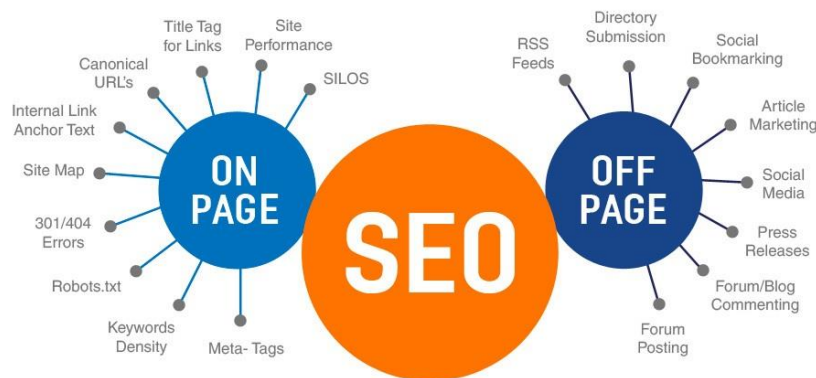 Title Tag
for Links
Site
Performance
SILOS
Canonical
URL's
Internal Link
Anchor Text
Site Map
301/404
Errors
Robots.txt
Keywords
Density
Meta- Tags
ON
PAGE
SEO
OFF
PAGE
RSS
Feeds
Directory
Submission
Social
Bookmarking
Article
Marketing
Social
Media
Press
Releases
Forum/Blog
Commenting
Forum
Posting